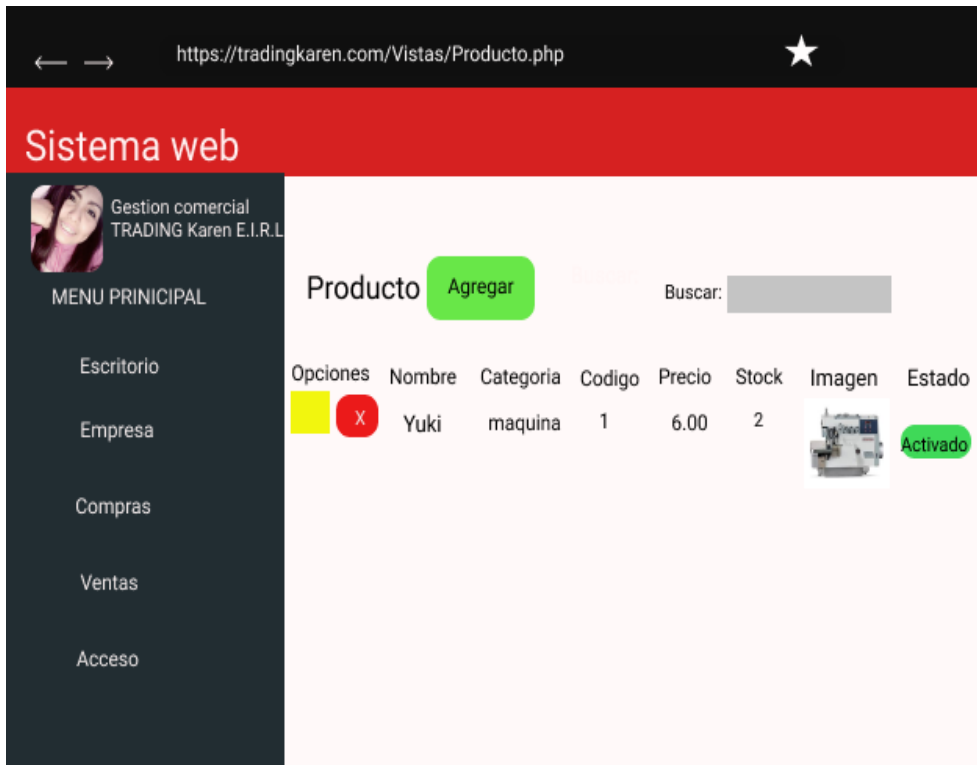 https://tradingkaren.com/Vistas/Producto.php
Sistema web
Gestion comercial
TRADING Karen E.I.R.L
MENU PRINICIPAL
Escritorio
Empresa
Compras
Ventas
Acceso
Producto Agregar Buscar:
Opciones Nombre Categoria Codigo Precio Stock Imagen Estado
X Yuki maquina 1 6.00 2 Activado